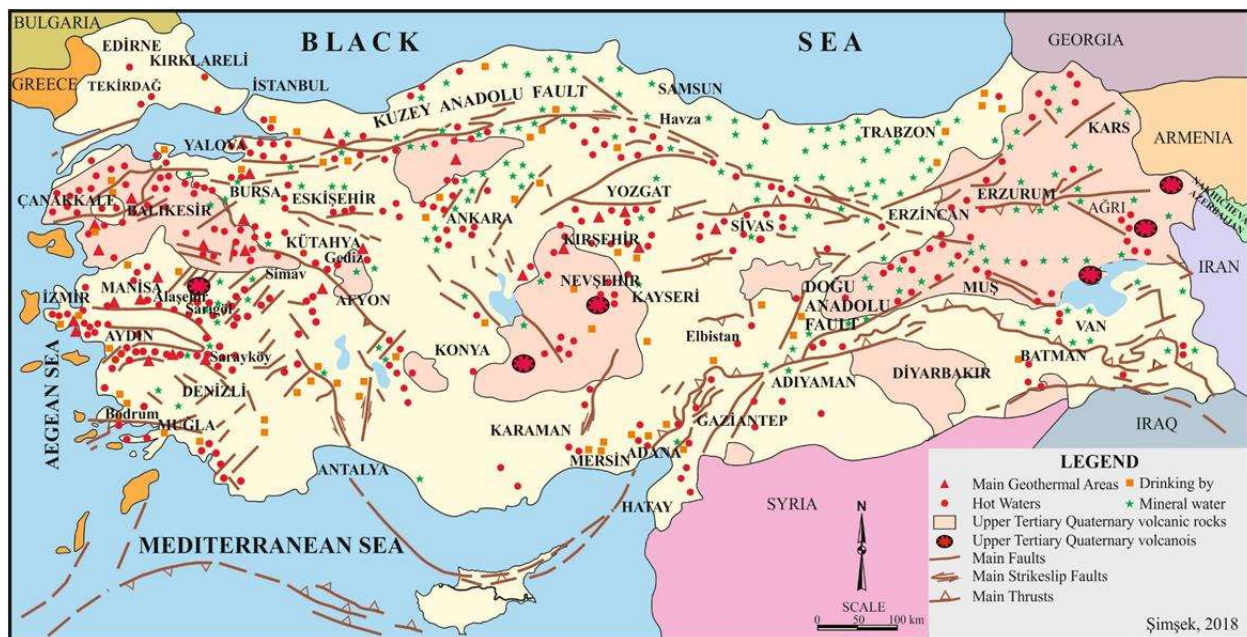 BULGARIA
GREECE
EDİRNE
KIRKLARELİ
TEKİRDAĞ
İSTANBUL
BLACK SEA
GEORGIA
ARMENIA
NAKHICHEVAN
AZERBAIJAN
IRAN
IRAQ
SYRIA
KUZEY ANADOLU FAULT
SAMSUN
Havza
TRABZON
KARS
YALOVA
BURSA
ÇANAKKALE
BALIKESİR
ESKİŞEHİR
ANKARA
YOZGAT
SİVAS
ERZİNCAN
ERZURUM
AĞRI
KÜTAHYA
Gediz
Simav
KIRŞEHİR
NEVŞEHİR
KAYSERİ
MANİSA
Alaşehir
Sarıgöl
AFYON
İZMİR
AYDIN
Sarayköy
DENİZLİ
Bodrum
MUĞLA
KONYA
Elbistan
DOĞU
ANADOLU
FAULT
MUŞ
VAN
BATMAN
DİYARBAKIR
ADIYAMAN
GAZİANTEP
KARAMAN
MERSİN
ADANA
ANTALYA
HATAY
AEGEAN SEA
MEDITERRANEAN SEA
LEGEND
Main Geothermal Areas
Drinking by
Hot Waters
Mineral water
Upper Tertiary Quaternary volcanic rocks
Upper Tertiary Quaternary volcanois
Main Faults
Main Strikeslip Faults
Main Thrusts
N
SCALE
0 50 100 km
Şimşek, 2018